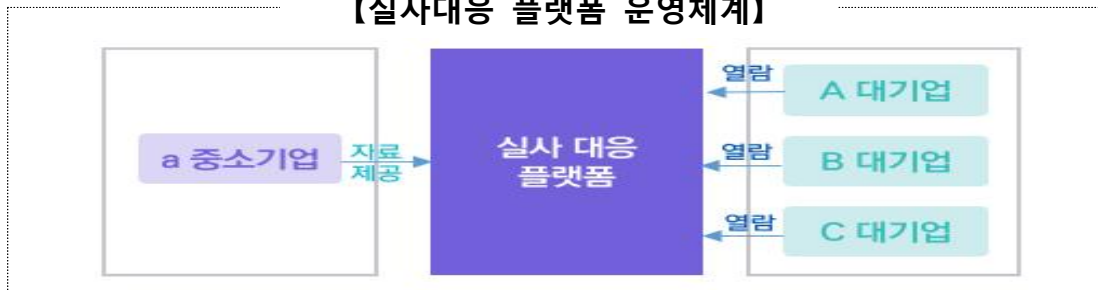 【실사대응 플랫폼 운영체계】
a 중소기업
자료
제공
실사 대응
플랫폼
열람
A 대기업
열람
B 대기업
열람
C 대기업